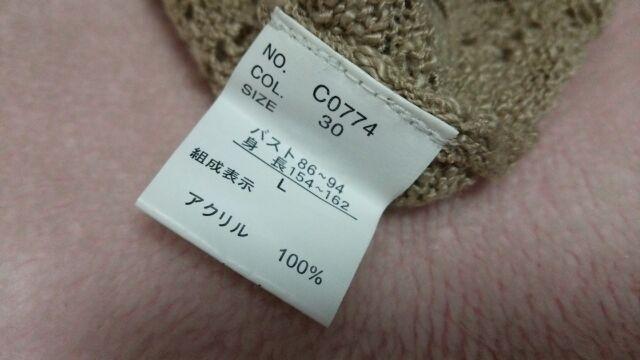 NO. C0774
COL. 30
SIZE
バスト86~94
身 長154~162
L
組成表示
アクリル 100%